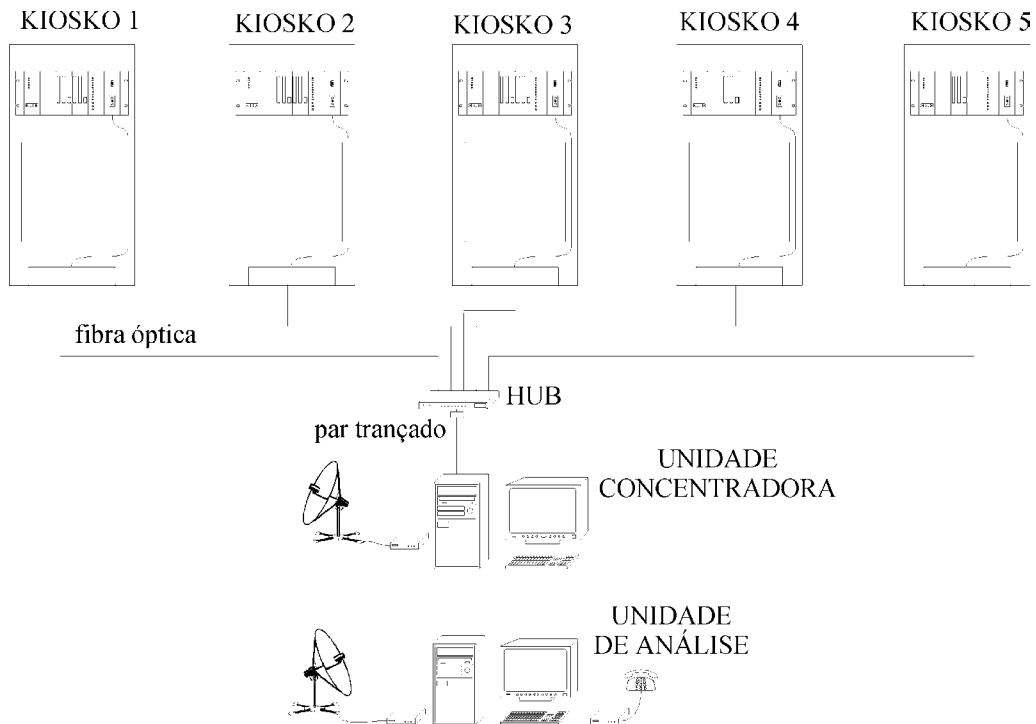 KIOSKO 1
KIOSKO 2
KIOSKO 3
KIOSKO 4
KIOSKO 5
fibra óptica
HUB
par trançado
UNIDADE
CONCENTRADORA
UNIDADE
DE ANÁLISE